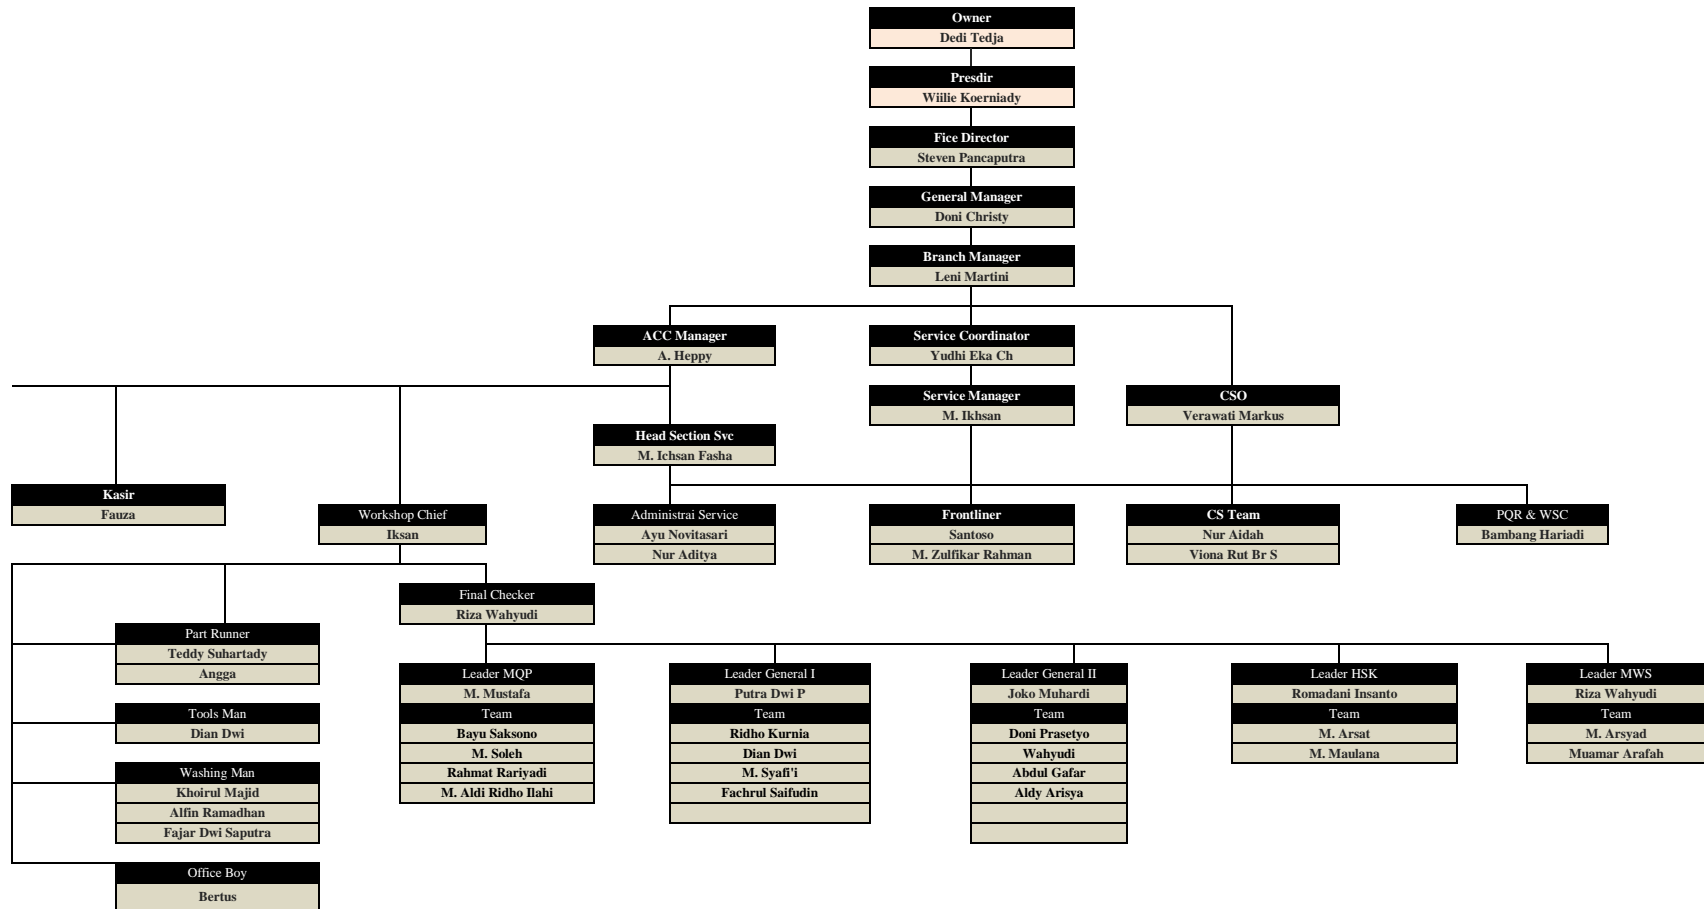 Owner
Dedi Tedja
Presdir
Wiilie Koerniady
Fice Director
Steven Pancaputra
General Manager
Doni Christy
Branch Manager
Leni Martini
ACC Manager
A. Heppy
Service Coordinator
Yudhi Eka Ch
Service Manager
M. Ikhsan
CSO
Verawati Markus
Head Section Svc
M. Ichsan Fasha
Kasir
Fauza
Workshop Chief
Iksan
Administrai Service
Ayu Novitasari
Nur Aditya
Frontliner
Santoso
M. Zulfikar Rahman
CS Team
Nur Aidah
Viona Rut Br S
PQR & WSC
Bambang Hariadi
Final Checker
Riza Wahyudi
Part Runner
Teddy Suhartady
Angga
Tools Man
Dian Dwi
Washing Man
Khoirul Majid
Alfin Ramadhan
Fajar Dwi Saputra
Office Boy
Bertus
Leader MQP
M. Mustafa
Team
Bayu Saksono
M. Soleh
Rahmat Rariyadi
M. Aldi Ridho Ilahi
Leader General I
Putra Dwi P
Team
Ridho Kurnia
Dian Dwi
M. Syafi'i
Fachrul Saifudin
Leader General II
Joko Muhardi
Team
Doni Prasetyo
Wahyudi
Abdul Gafar
Aldy Arisya
Leader HSK
Romadani Insanto
Team
M. Arsat
M. Maulana
Leader MWS
Riza Wahyudi
Team
M. Arsyad
Muamar Arafah